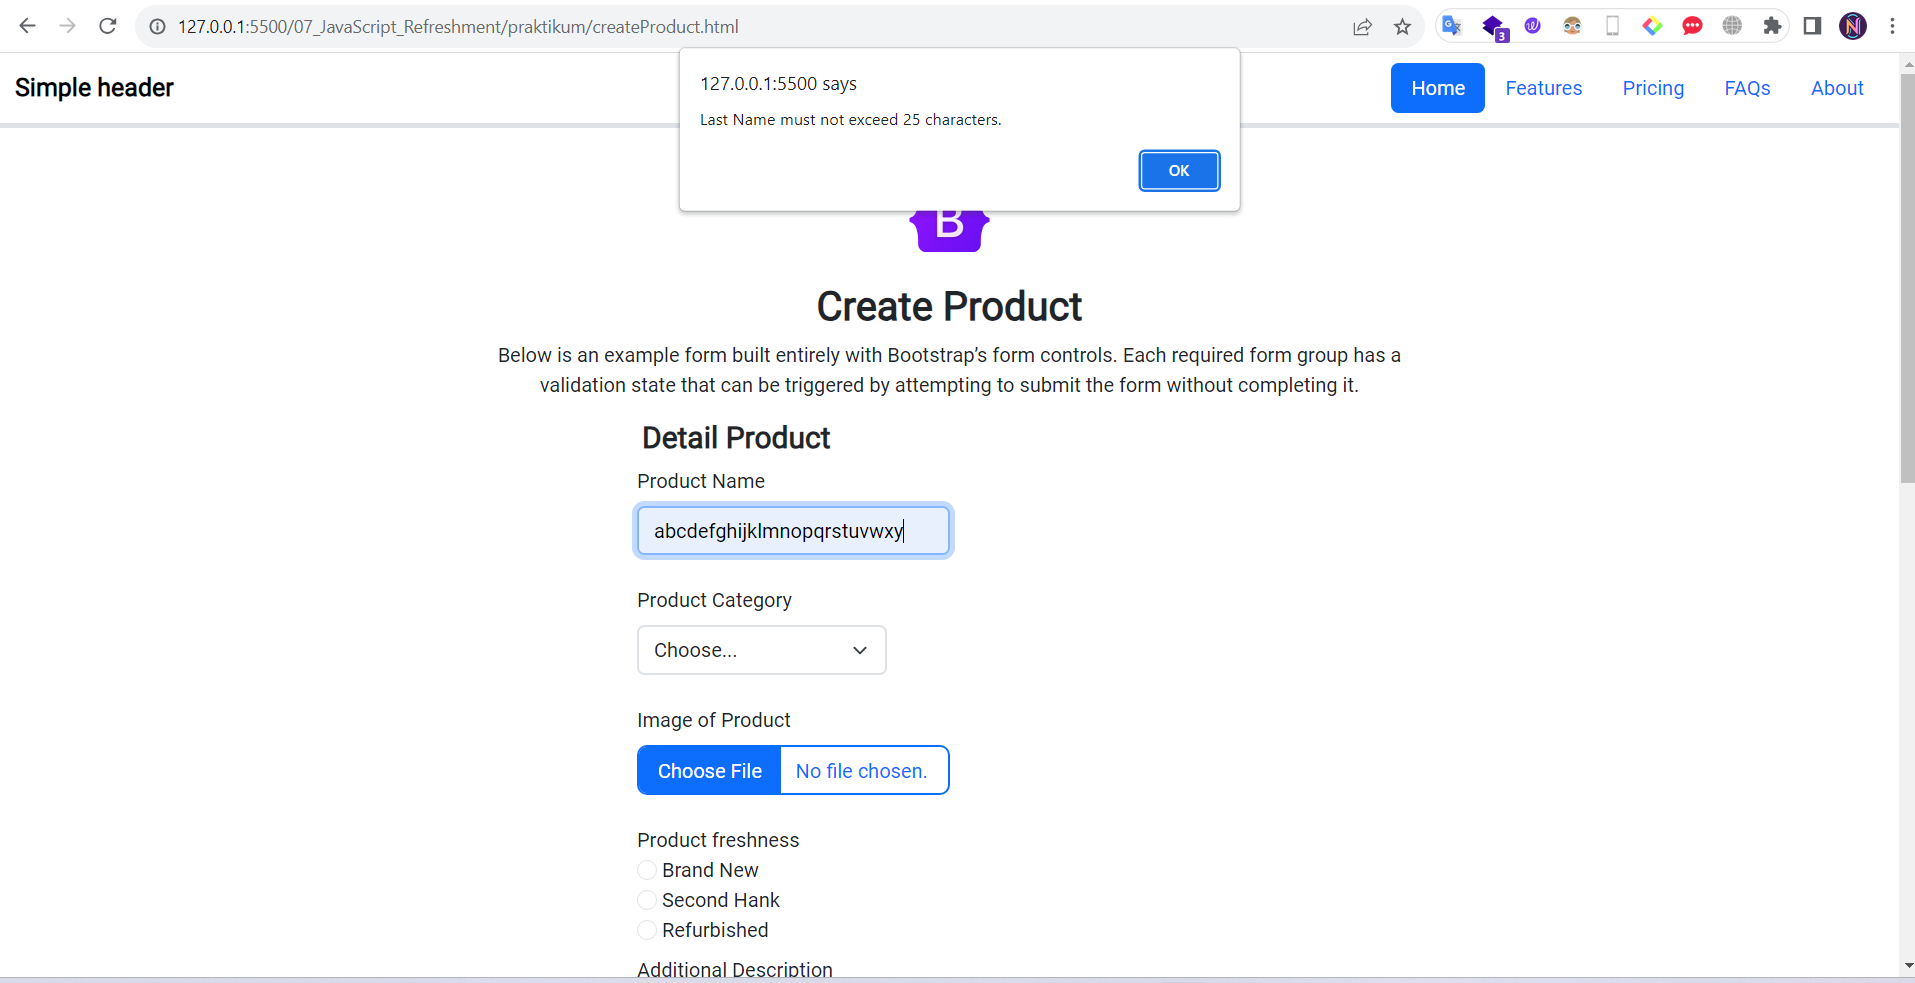 127.0.0.1:5500/07_JavaScript_Refreshment/praktikum/createProduct.html
3
127.0.0.1:5500 says
Last Name must not exceed 25 characters.
OK
Simple header
Home Features Pricing FAQs About
B
Create Product
Below is an example form built entirely with Bootstrap’s form controls. Each required form group has a
validation state that can be triggered by attempting to submit the form without completing it.
Detail Product
Product Name
abcdefghijklmnopqrstuvwxy
Product Category
Choose...
Image of Product
Choose File No file chosen.
Product freshness
Brand New
Second Hank
Refurbished
Additional Description